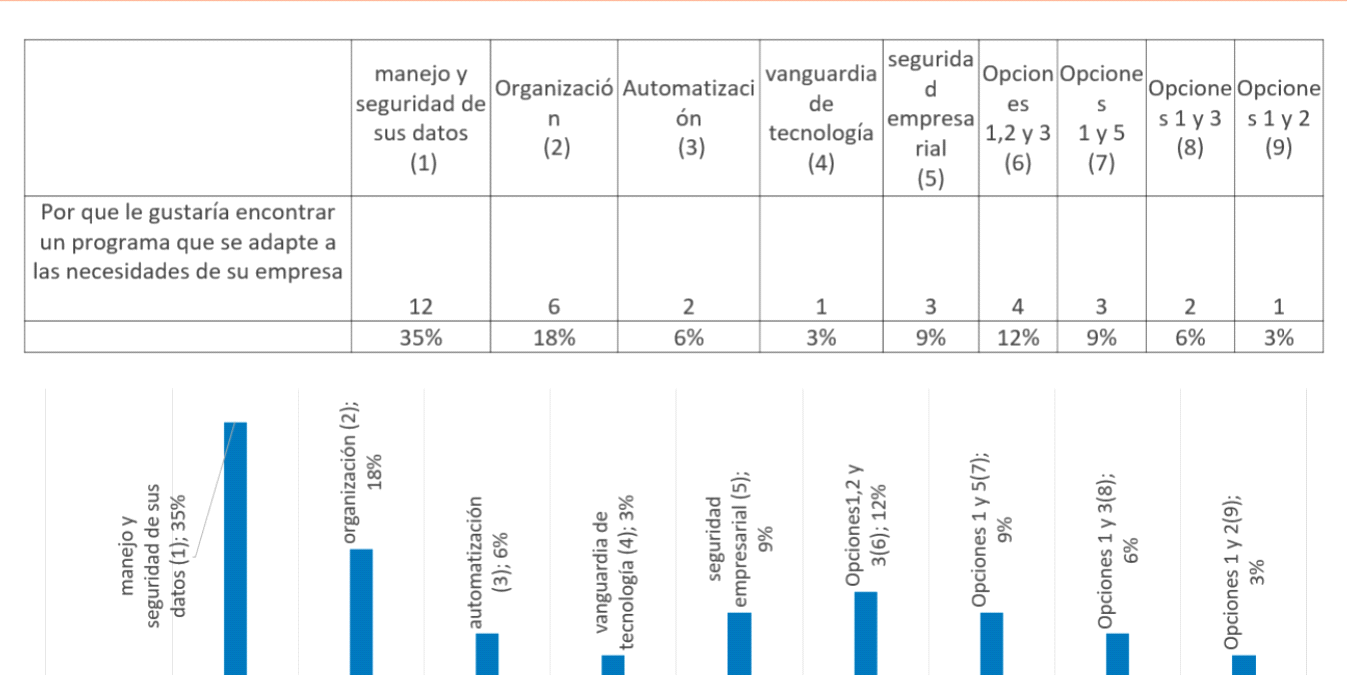 manejo y
seguridad de
sus datos
(1)
Organizació
n
(2)
Automatizaci
ón
(3)
vanguardia
de
tecnología
(4)
segurida
d
empresa
rial
(5)
Opcion
es
1,2 y 3
(6)
Opcione
s
1 y 5
(7)
Opcione
s 1 y 3
(8)
Opcione
s 1 y 2
(9)
Por que le gustaría encontrar
un programa que se adapte a
las necesidades de su empresa
12
6
2
1
3
4
3
2
1
35%
18%
6%
3%
9%
12%
9%
6%
3%
manejo y
seguridad de sus
datos (1); 35%
organización (2);
18%
automatización
(3); 6%
vanguardia de
tecnología (4); 3%
seguridad
empresarial (5);
9%
Opciones1,2 y
3(6); 12%
Opciones 1 y 5(7);
9%
Opciones 1 y 3(8);
6%
Opciones 1 y 2(9);
3%